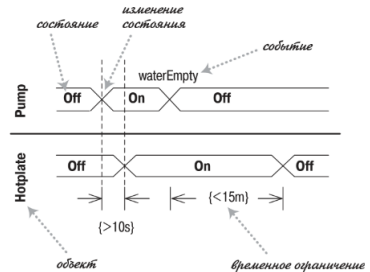 состояние
изменение
состояния
событие
waterEmpty
Pump
Off On Off
Hotplate
Off On Off
{>10s}
{<15m}
объект
временное ограничение